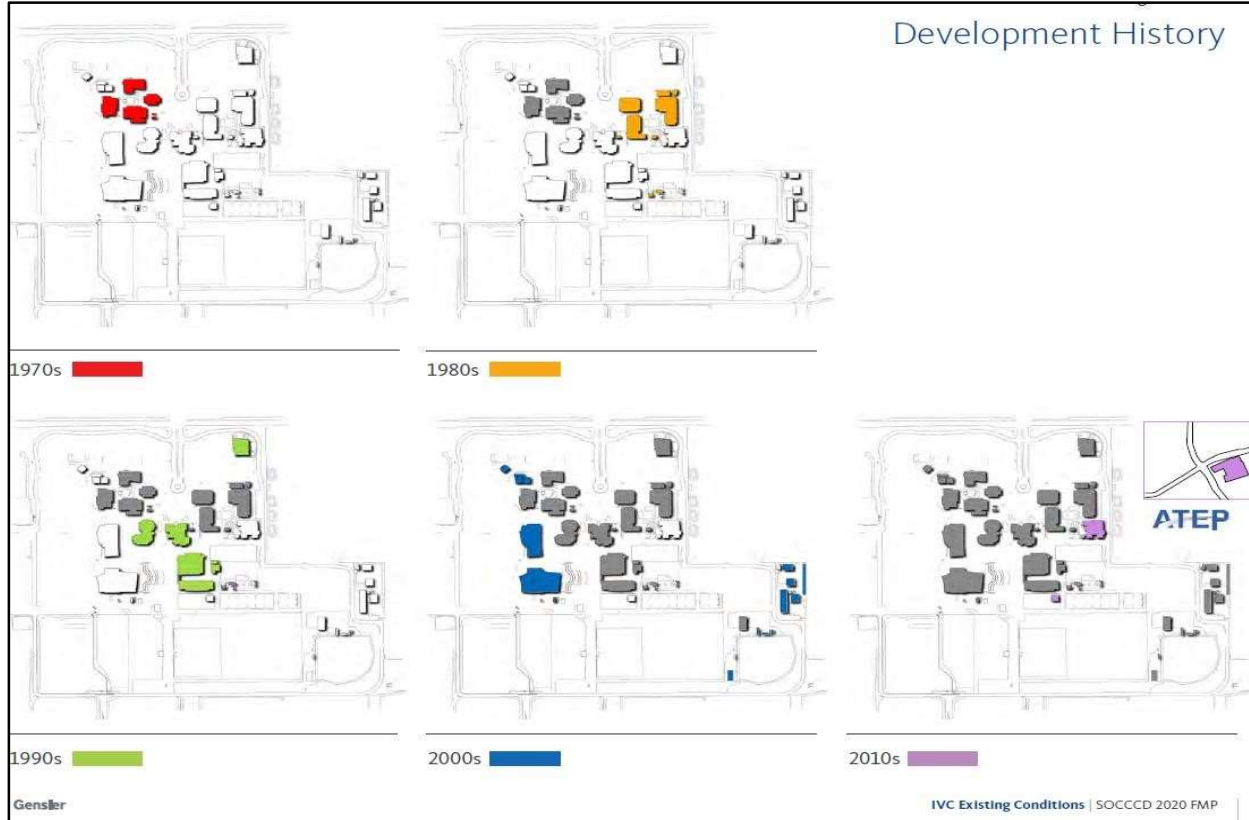 Development History
1970s
1980s
ATEP
1990s
2000s
2010s
Gensler
IVC Existing Conditions | SOCCCD 2020 FMP